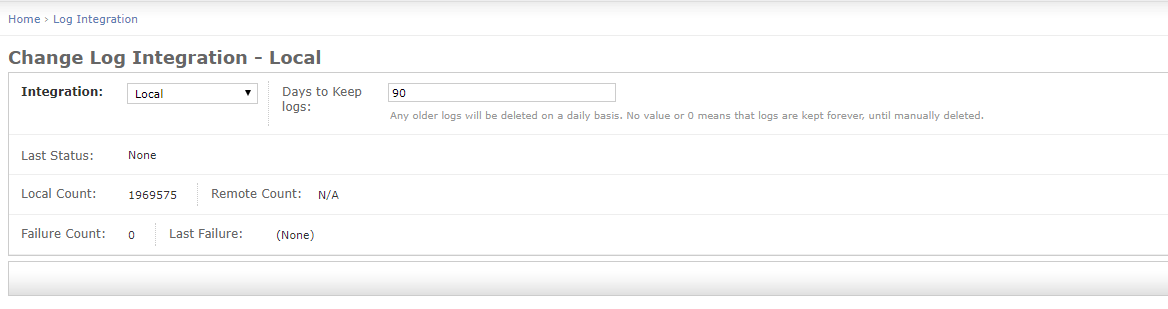 Home › Log Integration
Change Log Integration - Local
Integration: Local Days to Keep logs: 90
Any older logs will be deleted on a daily basis. No value or 0 means that logs are kept forever, until manually deleted.
Last Status: None
Local Count: 1969575 Remote Count: N/A
Failure Count: 0 Last Failure: (None)